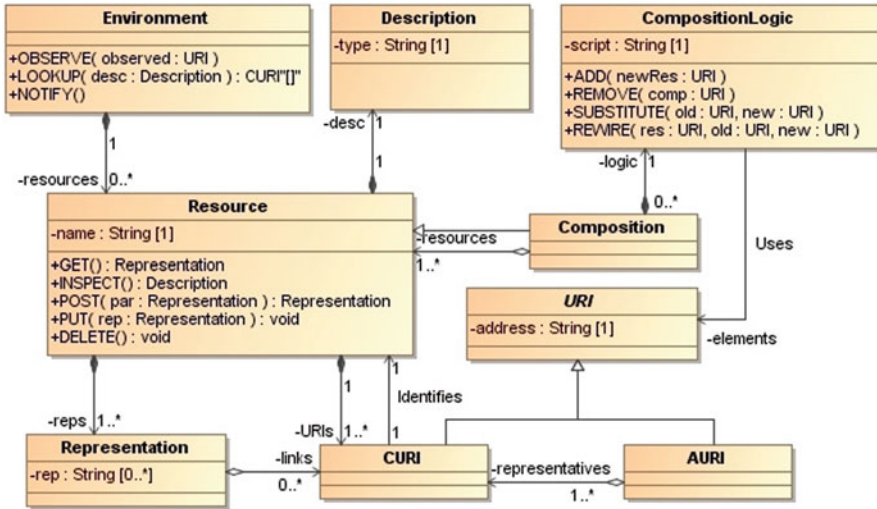 Environment
+OBSERVE( observed : URI )
+LOOKUP( desc : Description ) : CURI"[]"
+NOTIFY()
Description
-type : String [1]
CompositionLogic
-script : String [1]
+ADD( newRes : URI )
+REMOVE( comp : URI )
+SUBSTITUTE( old : URI, new : URI )
+REWIRE( res : URI, old : URI, new : URI )
1
-resources
0..*
-desc
1
1
-logic
1
0..*
Resource
-name : String [1]
+GET() : Representation
+INSPECT() : Description
+POST( par : Representation ) : Representation
+PUT( rep : Representation ) : void
+DELETE() : void
-resources
1..*
Composition
Uses
URI
-address : String [1]
-elements
1
1
Identifies
-reps
1..*
-URIs
1..*
1
Representation
-rep : String [0..*]
-links
0..*
CURI
-representatives
1..*
AURI